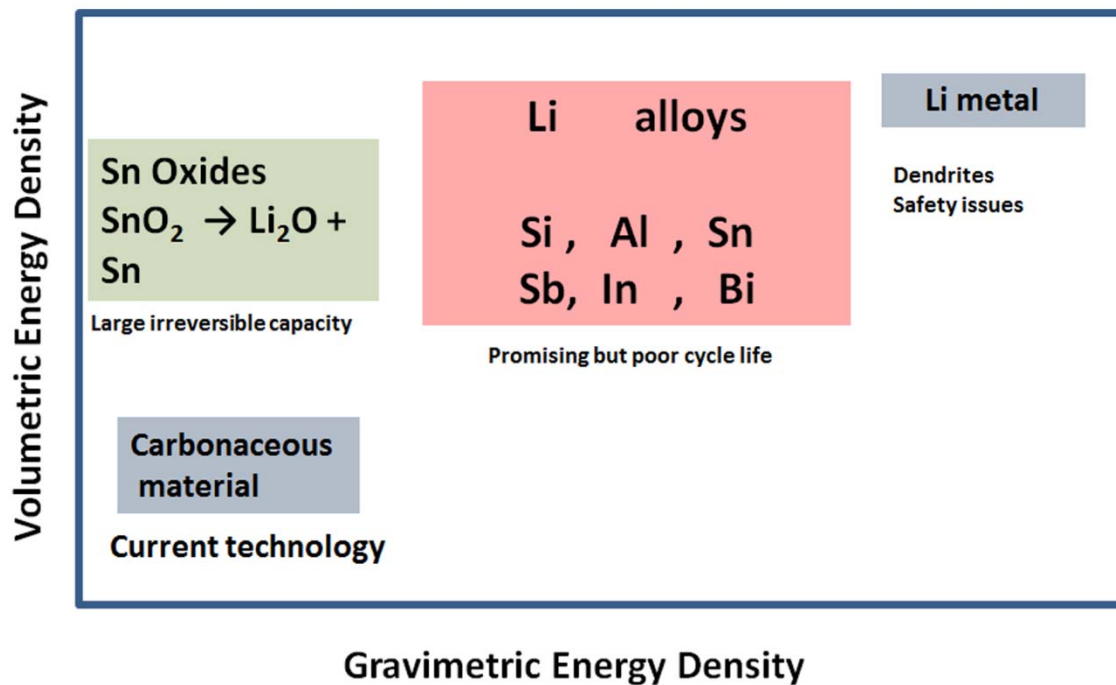 Volumetric Energy Density
Sn Oxides
SnO₂ → Li₂O +
Sn
Large irreversible capacity
Li alloys
Si , Al , Sn
Sb, In , Bi
Promising but poor cycle life
Li metal
Dendrites
Safety issues
Carbonaceous
material
Current technology
Gravimetric Energy Density